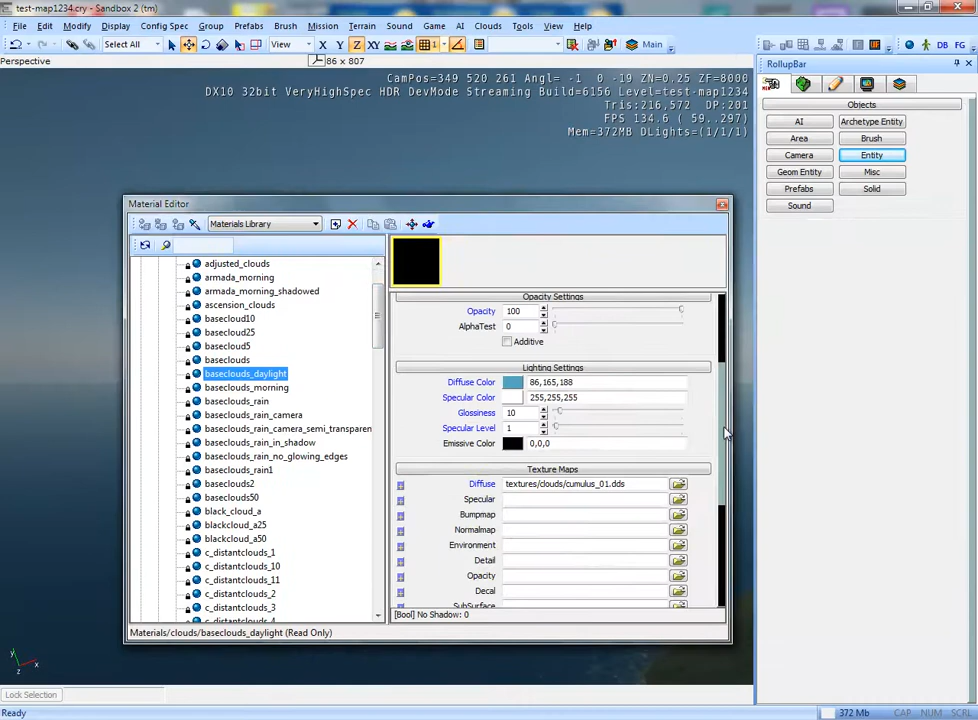 test-map1234.cry - Sandbox 2 (tm)
File Edit Modify Display Config Spec Group Prefabs Brush Mission Terrain Sound Game AI Clouds Tools View Help
Select All View X Y Z XY 1 Main DB FG
Perspective 86 x 807
RollupBar
CamPos=349 520 261 Angl= -1 0 -19 ZN=0.25 ZF=8000
DX10 32bit VeryHighSpec HDR DevMode Streaming Build=6156 Level=test-map1234
Tris:216,572 DP:201
FPS 134.6 ( 59..297)
Mem=372MB DLights=(1/1/1)
Objects
AI Archetype Entity
Area Brush
Camera Entity
Geom Entity Misc
Prefabs Solid
Sound
Material Editor
Materials Library
adjusted_clouds
armada_morning
armada_morning_shadowed
ascension_clouds
basecloud10
basecloud25
basecloud5
baseclouds
baseclouds_daylight
baseclouds_morning
baseclouds_rain
baseclouds_rain_camera
baseclouds_rain_camera_semi_transparen
baseclouds_rain_in_shadow
baseclouds_rain_no_glowing_edges
baseclouds_rain1
baseclouds2
baseclouds50
black_cloud_a
blackcloud_a25
blackcloud_a50
c_distantclouds_1
c_distantclouds_10
c_distantclouds_11
c_distantclouds_2
c_distantclouds_3
c_distantclouds_4
Opacity Settings
Opacity 100
AlphaTest 0
Additive
Lighting Settings
Diffuse Color 86,165,188
Specular Color 255,255,255
Glossiness 10
Specular Level 1
Emissive Color 0,0,0
Texture Maps
Diffuse textures/clouds/cumulus_01.dds
Specular
Bumpmap
Normalmap
Environment
Detail
Opacity
Decal
SubSurface
[Bool] No Shadow: 0
Materials/clouds/baseclouds_daylight (Read Only)
y
x
z
Lock Selection
Ready 372 Mb CAP NUM SCRL